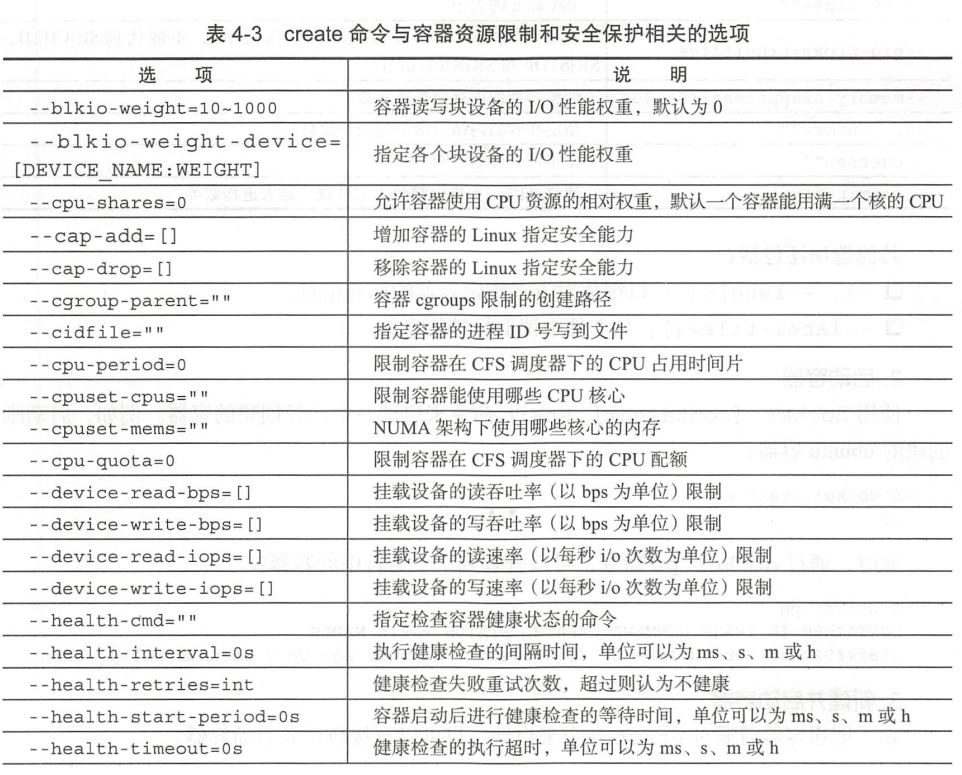 表 4-3 create 命令与容器资源限制和安全保护相关的选项
选 项 说 明
--blkio-weight=10~1000 容器读写块设备的 I/O 性能权重，默认为 0
--blkio-weight-device=
[DEVICE_NAME:WEIGHT] 指定各个块设备的 I/O 性能权重
--cpu-shares=0 允许容器使用 CPU 资源的相对权重，默认一个容器能用满一个核的 CPU
--cap-add=[] 增加容器的 Linux 指定安全能力
--cap-drop=[] 移除容器的 Linux 指定安全能力
--cgroup-parent="" 容器 cgroups 限制的创建路径
--cidfile="" 指定容器的进程 ID 号写到文件
--cpu-period=0 限制容器在 CFS 调度器下的 CPU 占用时间片
--cpuset-cpus="" 限制容器能使用哪些 CPU 核心
--cpuset-mems="" NUMA 架构下使用哪些核心的内存
--cpu-quota=0 限制容器在 CFS 调度器下的 CPU 配额
--device-read-bps=[] 挂载设备的读吞吐率（以 bps 为单位）限制
--device-write-bps=[] 挂载设备的写吞吐率（以 bps 为单位）限制
--device-read-iops=[] 挂载设备的读速率（以每秒 i/o 次数为单位）限制
--device-write-iops=[] 挂载设备的写速率（以每秒 i/o 次数为单位）限制
--health-cmd="" 指定检查容器健康状态的命令
--health-interval=0s 执行健康检查的间隔时间，单位可以为 ms、s、m 或 h
--health-retries=int 健康检查失败重试次数，超过则认为不健康
--health-start-period=0s 容器启动后进行健康检查的等待时间，单位可以为 ms、s、m 或 h
--health-timeout=0s 健康检查的执行超时，单位可以为 ms、s、m 或 h